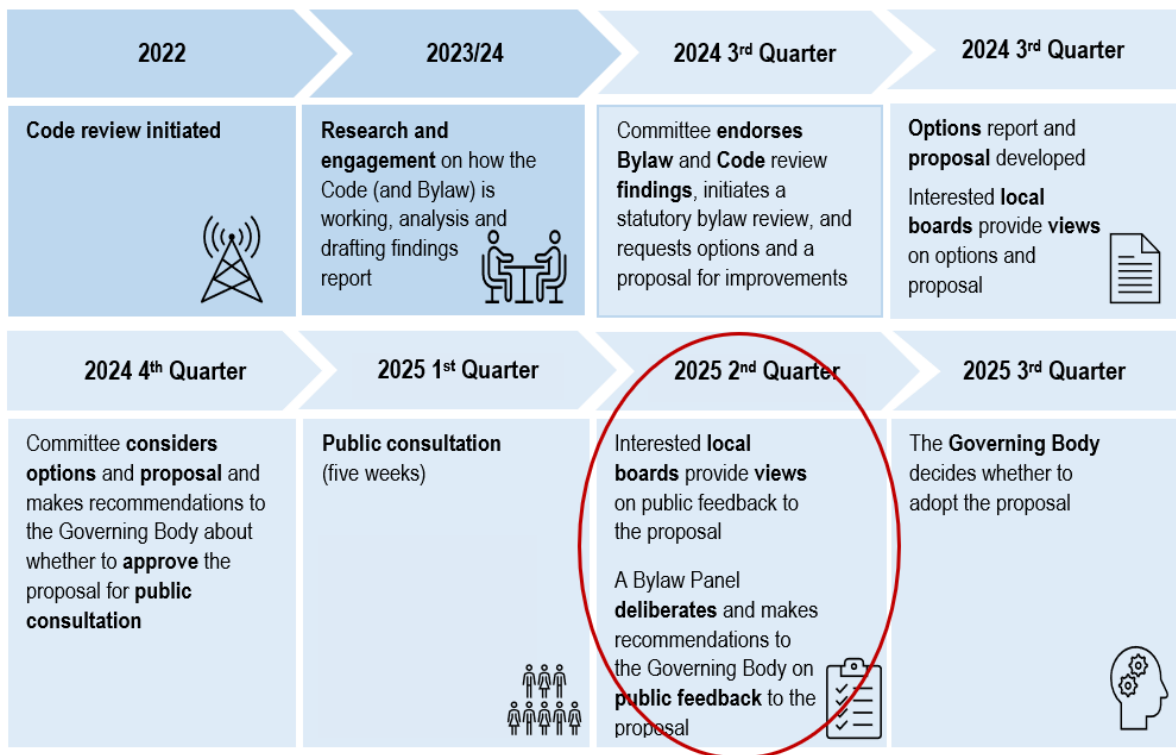 2022
2023/24
2024 3rd Quarter
2024 3rd Quarter
Code review initiated
Research and
engagement on how the
Code (and Bylaw) is
working, analysis and
drafting findings
report
Committee endorses
Bylaw and Code review
findings, initiates a
statutory bylaw review, and
requests options and a
proposal for improvements
Options report and
proposal developed
Interested local
boards provide views
on options and
proposal
2024 4th Quarter
2025 1st Quarter
2025 2nd Quarter
2025 3rd Quarter
Committee considers
options and proposal and
makes recommendations to
the Governing Body about
whether to approve the
proposal for public
consultation
Public consultation
(five weeks)
Interested local
boards provide views
on public feedback to
the proposal
A Bylaw Panel
deliberates and makes
recommendations to
the Governing Body on
public feedback to the
proposal
The Governing Body
decides whether to
adopt the proposal